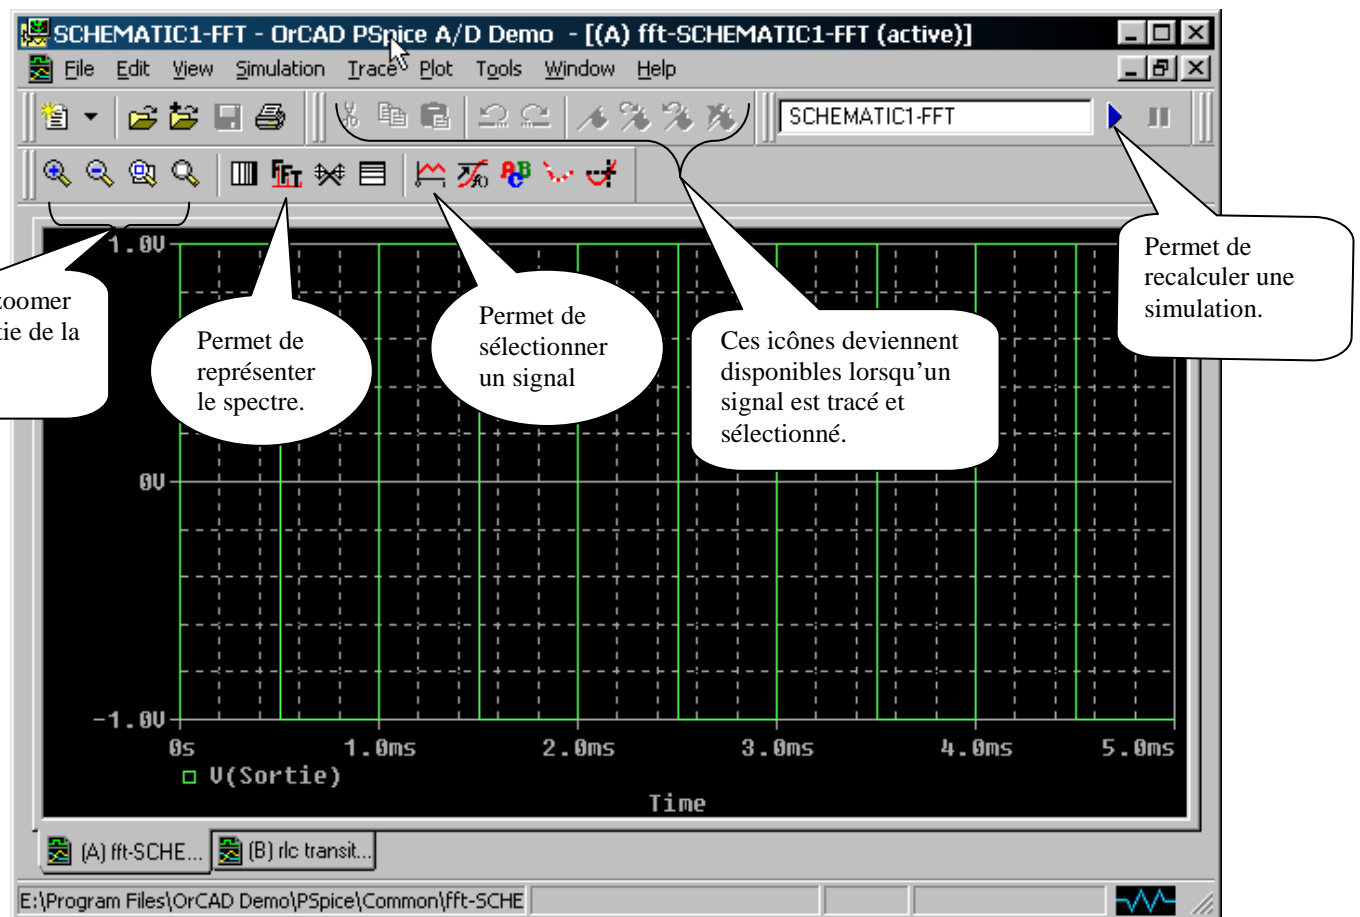 SCHEMATIC1-FFT - OrCAD PSpice A/D Demo - [(A) fft-SCHEMATIC1-FFT (active)]
File Edit View Simulation Trace Plot Tools Window Help
SCHEMATIC1-FFT
FFT
ABC
1.0V
0V
-1.0V
0s 1.0ms 2.0ms 3.0ms 4.0ms 5.0ms
V(Sortie)
Time
zoomer
tie de la
Permet de
représenter
le spectre.
Permet de
sélectionner
un signal
Ces icônes deviennent
disponibles lorsqu’un
signal est tracé et
sélectionné.
Permet de
recalculer une
simulation.
(A) fft-SCHE... (B) rlc transit...
E:\Program Files\OrCAD Demo\PSpice\Common\fft-SCHE